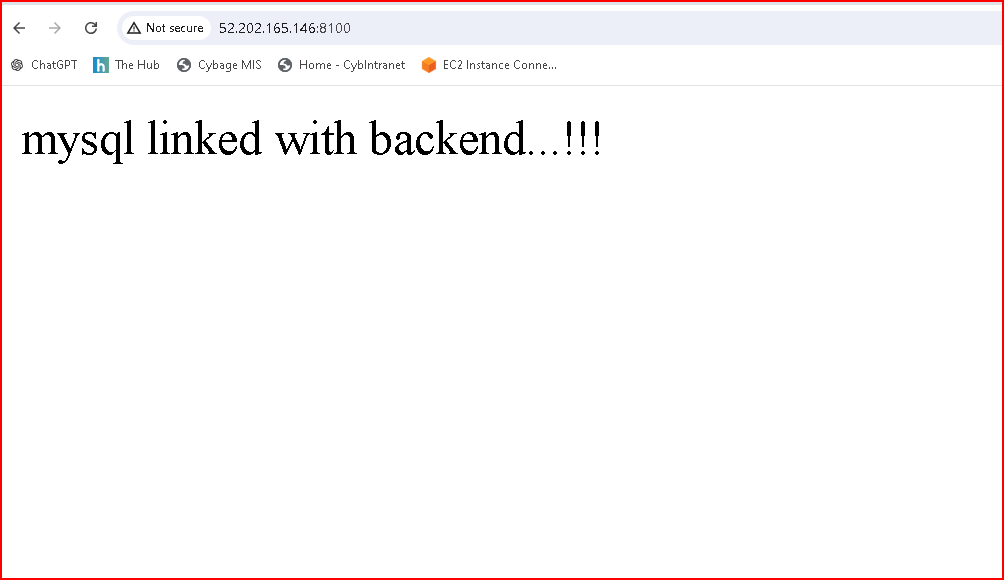 Not secure 52.202.165.146:8100
ChatGPT The Hub Cybage MIS Home - CybIntranet EC2 Instance Conne...
mysql linked with backend...!!!